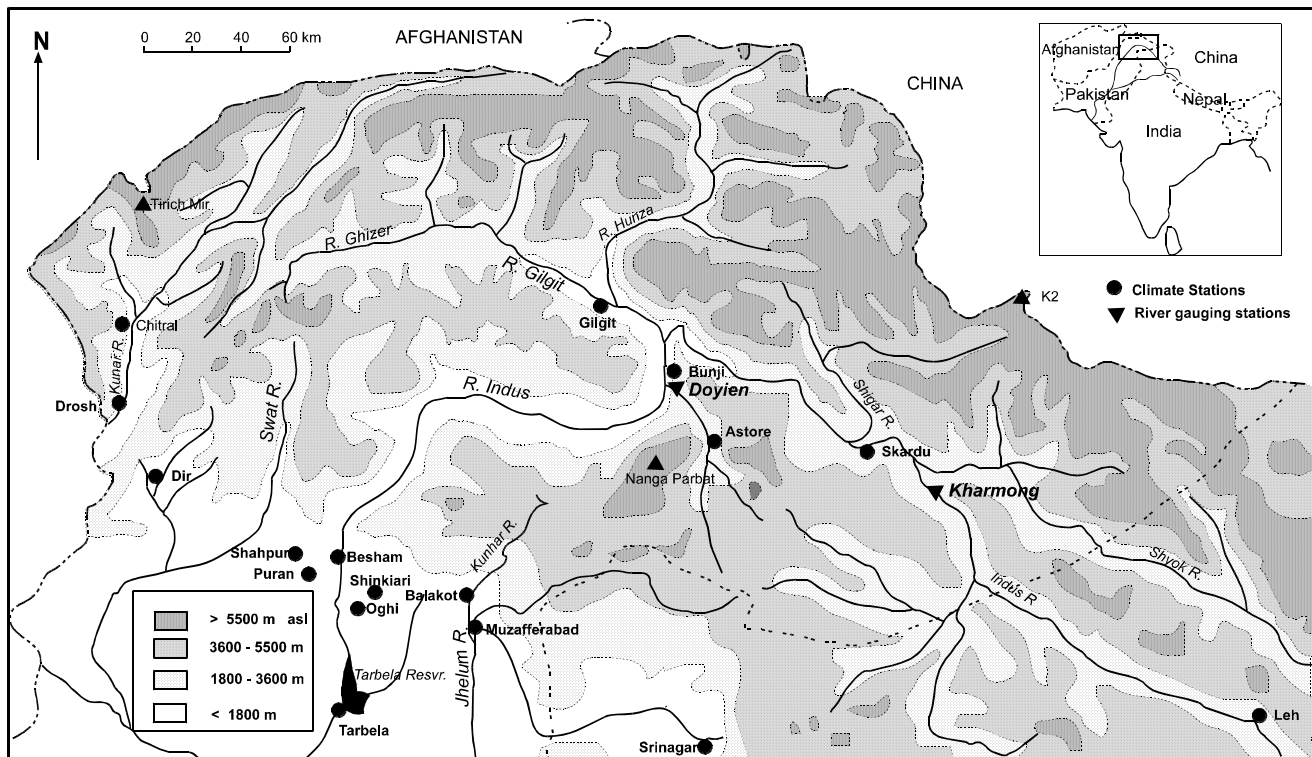 N
0 20 40 60 km
AFGHANISTAN
CHINA
Afghanistan
China
Pakistan
Nepal
India
Tirich Mir
R. Ghizer
R. Hunza
R. Gilgit
K2
Climate Stations
River gauging stations
Gilgit
Chitral
Kunar R.
Bunji
Doyien
R. Indus
Shigar R.
Drosh
Swat R.
Astore
Skardu
Dir
Nanga Parbat
Kharmong
Shahpur
Besham
Kunhar R.
Shyok R.
Puran
Shinkiari
Balakot
Indus R
Oghi
Muzafferabad
> 5500 m asl
3600 - 5500 m
1800 - 3600 m
< 1800 m
Jhelum R.
Tarbela Resvr.
Tarbela
Srinagar
Leh